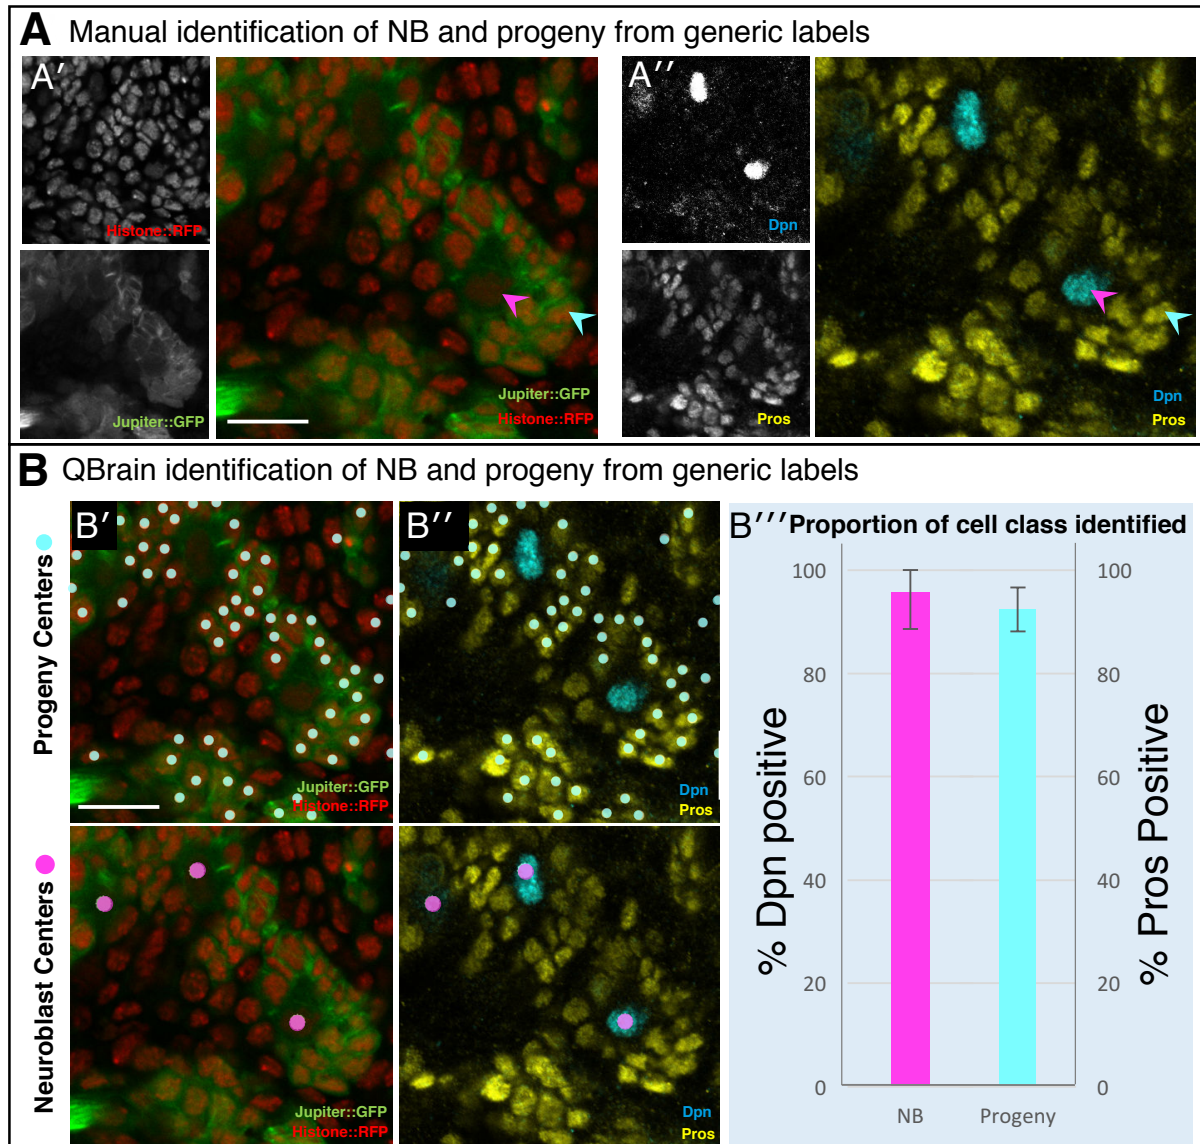 A Manual identification of NB and progeny from generic labels
A′
Histone::RFP
Jupiter::GFP
Jupiter::GFP
Histone::RFP
A′′
Dpn
Pros
Dpn
Pros
B QBrain identification of NB and progeny from generic labels
Progeny Centers
B′
Jupiter::GFP
Histone::RFP
B′′
Dpn
Pros
Neuroblast Centers
Jupiter::GFP
Histone::RFP
Dpn
Pros
B′′′ Proportion of cell class identified
% Dpn positive
100
80
60
40
20
0
100
80
60
40
20
0
% Pros Positive
NB Progeny